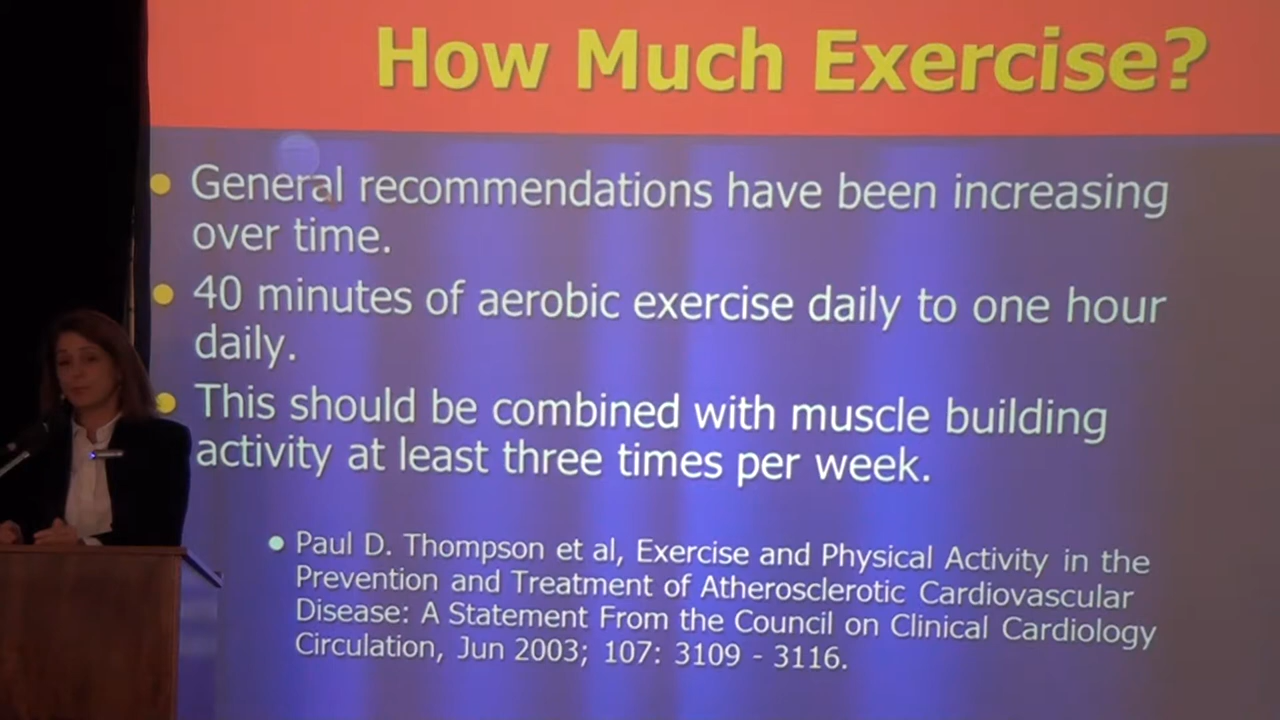 How Much Exercise?
General recommendations have been increasing
over time.
40 minutes of aerobic exercise daily to one hour
daily.
This should be combined with muscle building
activity at least three times per week.
Paul D. Thompson et al, Exercise and Physical Activity in the
Prevention and Treatment of Atherosclerotic Cardiovascular
Disease: A Statement From the Council on Clinical Cardiology
Circulation, Jun 2003; 107: 3109 - 3116.